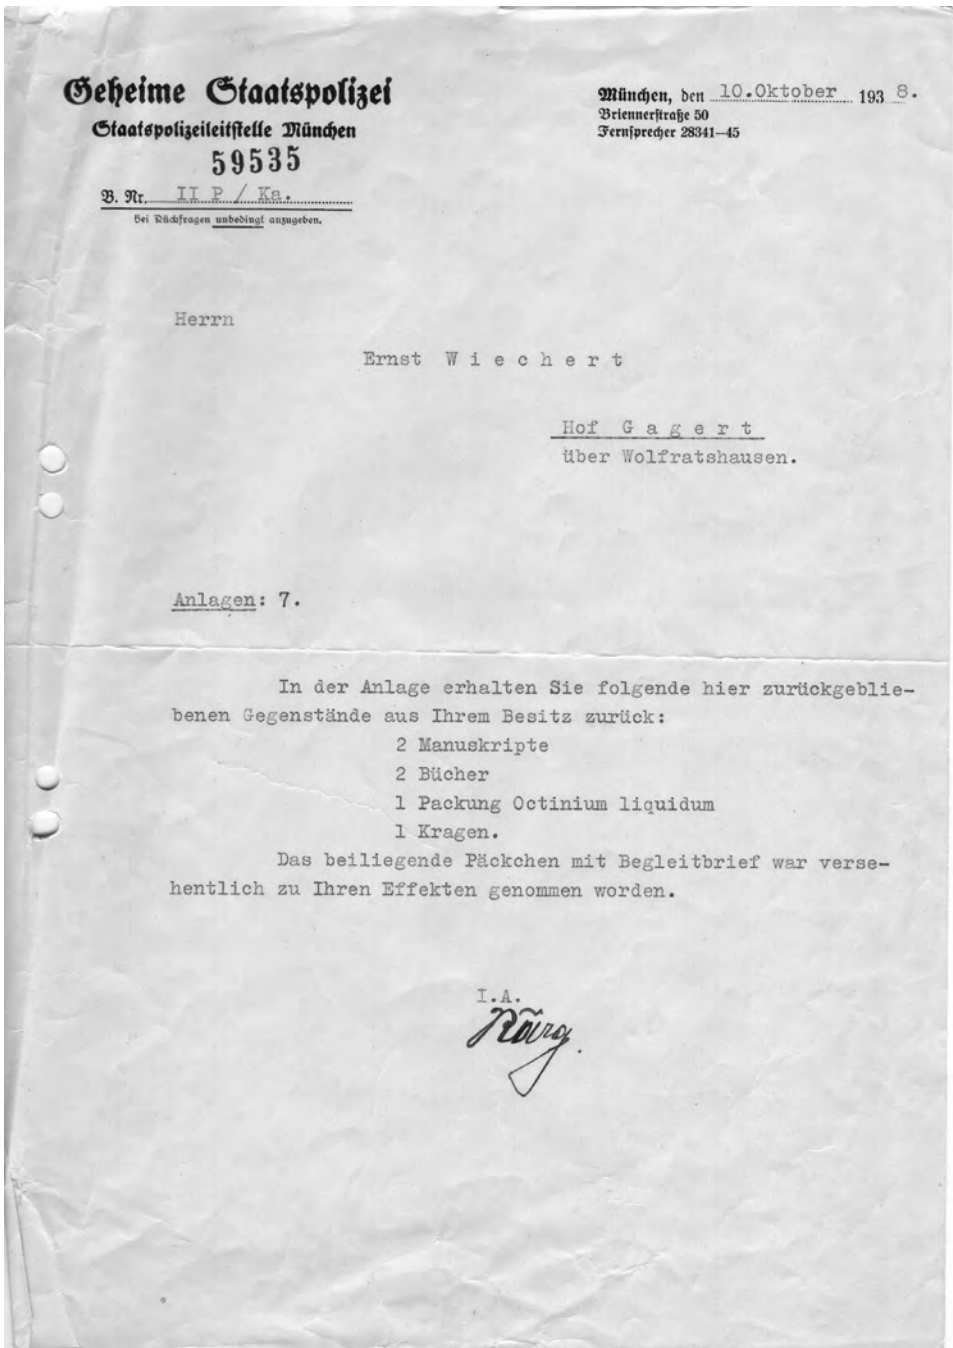 Geheime Staatspolizei
Staatspolizeileitstelle München
59535
B. Nr. II P / Ka.
Bei Rückfragen unbedingt anzugeben.
München, den 10.Oktober 1938.
Briennerstraße 50
Fernsprecher 28341—45
Herrn
Ernst W i e c h e r t
Hof G a g e r t
über Wolfratshausen.
Anlagen: 7.
In der Anlage erhalten Sie folgende hier zurückgeblie-
benen Gegenstände aus Ihrem Besitz zurück:
2 Manuskripte
2 Bücher
1 Packung Octinium liquidum
1 Kragen.
Das beiliegende Päckchen mit Begleitbrief war verse-
hentlich zu Ihren Effekten genommen worden.
I.A.